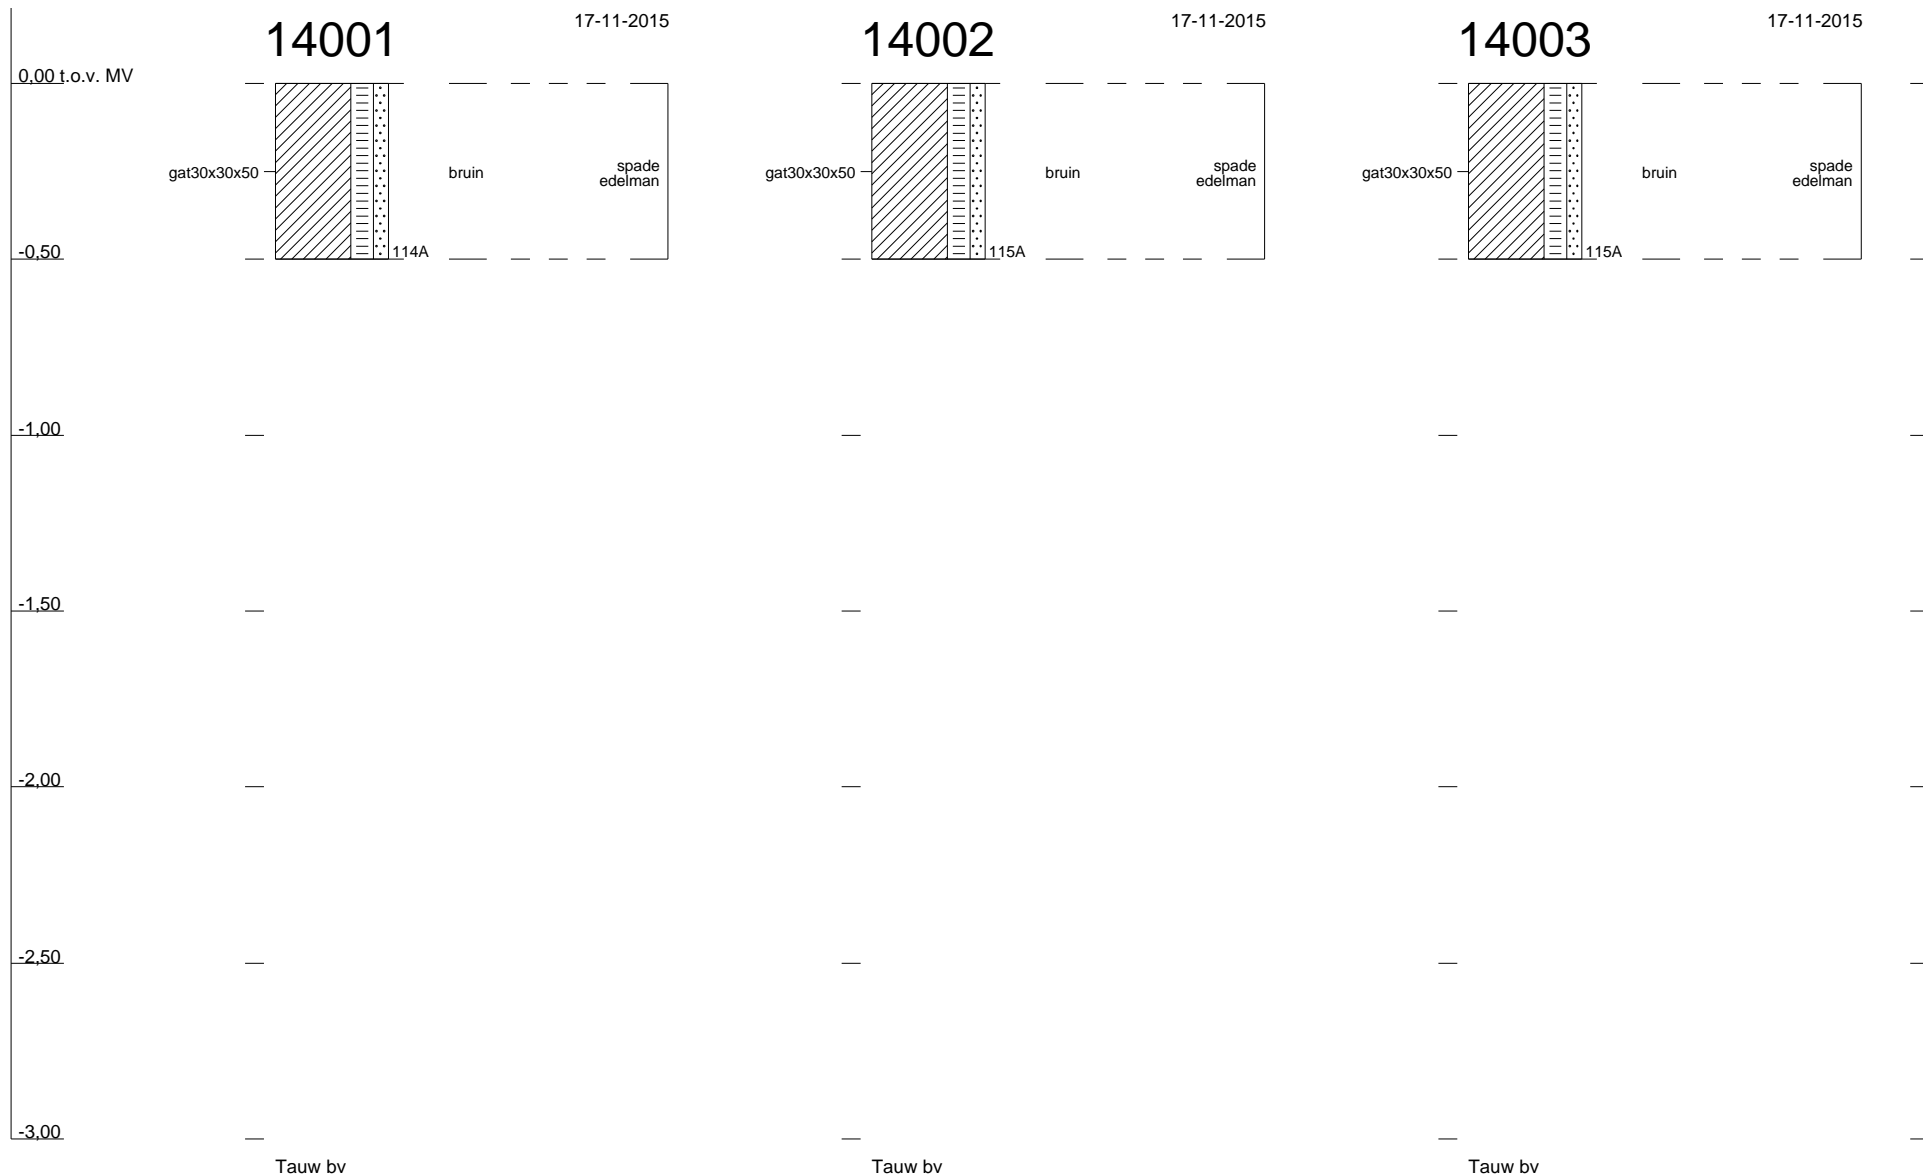 14001
17-11-2015
14002
17-11-2015
14003
17-11-2015
0,00 t.o.v. MV
gat30x30x50
bruin
spade
edelman
114A
gat30x30x50
bruin
spade
edelman
115A
gat30x30x50
bruin
spade
edelman
115A
-0,50
-1,00
-1,50
-2,00
-2,50
-3,00
Tauw bv
Tauw bv
Tauw bv